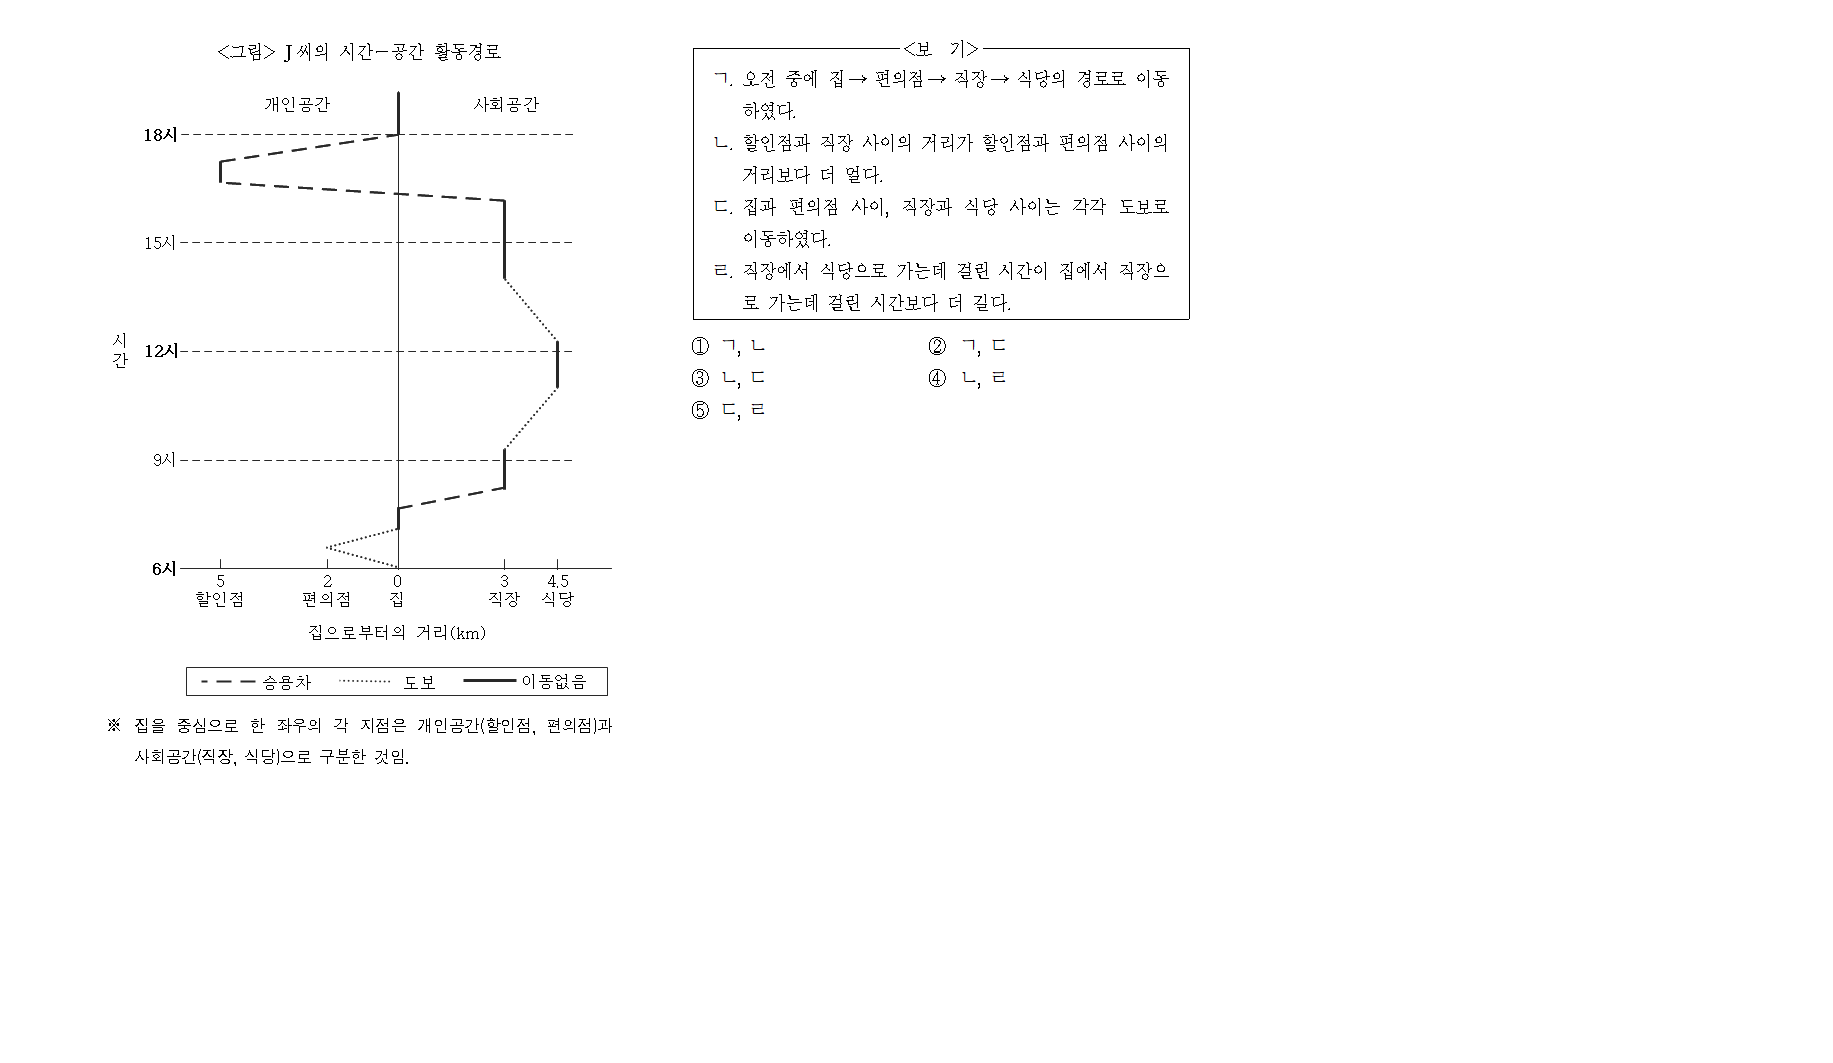 <그림> J씨의 시간-공간 활동경로
개인공간
사회공간
18시
15시
시간
12시
9시
6시
5
2
0
3
4.5
할인점
편의점
집
직장
식당
집으로부터의 거리(km)
승용차
도보
이동없음
※ 집을 중심으로 한 좌우의 각 지점은 개인공간(할인점, 편의점)과
사회공간(직장, 식당)으로 구분한 것임.
<보 기>
ㄱ. 오전 중에 집→편의점→직장→식당의 경로로 이동
하였다.
ㄴ. 할인점과 직장 사이의 거리가 할인점과 편의점 사이의
거리보다 더 멀다.
ㄷ. 집과 편의점 사이, 직장과 식당 사이는 각각 도보로
이동하였다.
ㄹ. 직장에서 식당으로 가는데 걸린 시간이 집에서 직장으
로 가는데 걸린 시간보다 더 길다.
① ㄱ, ㄴ
② ㄱ, ㄷ
③ ㄴ, ㄷ
④ ㄴ, ㄹ
⑤ ㄷ, ㄹ